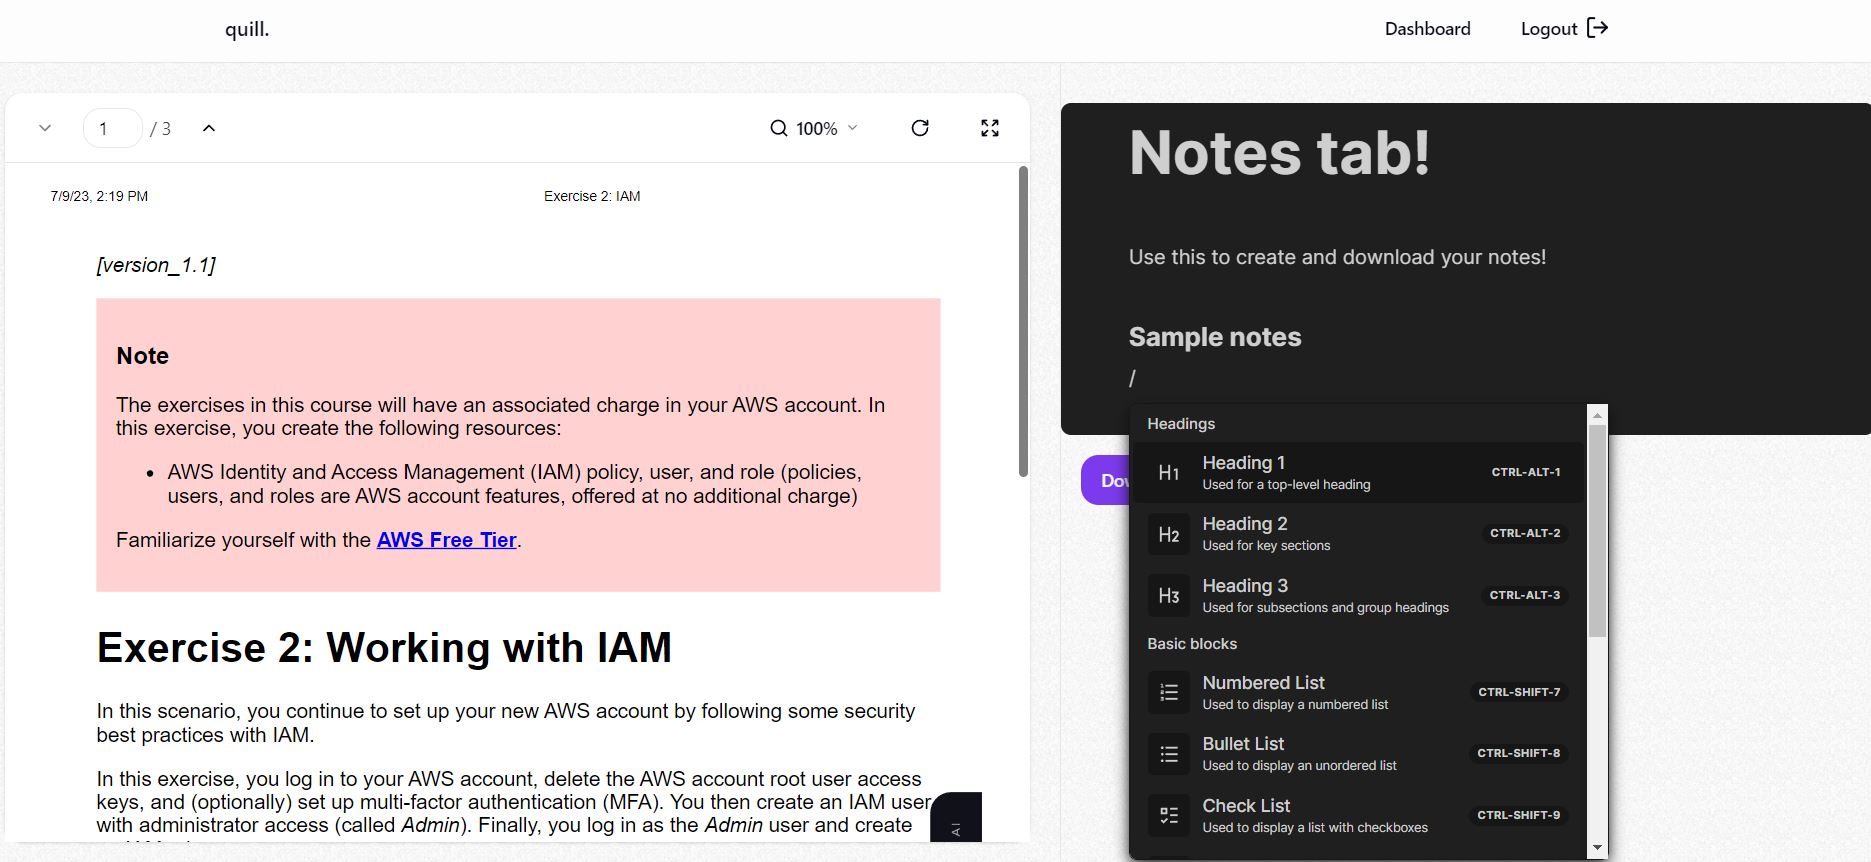 quill.
Dashboard
Logout
1 / 3
100%
7/9/23, 2:19 PM
Exercise 2: IAM
[version_1.1]
Note
The exercises in this course will have an associated charge in your AWS account. In
this exercise, you create the following resources:
• AWS Identity and Access Management (IAM) policy, user, and role (policies,
users, and roles are AWS account features, offered at no additional charge)
Familiarize yourself with the AWS Free Tier.
Exercise 2: Working with IAM
In this scenario, you continue to set up your new AWS account by following some security
best practices with IAM.
In this exercise, you log in to your AWS account, delete the AWS account root user access
keys, and (optionally) set up multi-factor authentication (MFA). You then create an IAM user
with administrator access (called Admin). Finally, you log in as the Admin user and create
AI
Notes tab!
Use this to create and download your notes!
Sample notes
/
Headings
H1
Heading 1
CTRL-ALT-1
Used for a top-level heading
H2
Heading 2
CTRL-ALT-2
Used for key sections
H3
Heading 3
CTRL-ALT-3
Used for subsections and group headings
Basic blocks
Numbered List
CTRL-SHIFT-7
Used to display a numbered list
Bullet List
CTRL-SHIFT-8
Used to display an unordered list
Check List
CTRL-SHIFT-9
Used to display a list with checkboxes